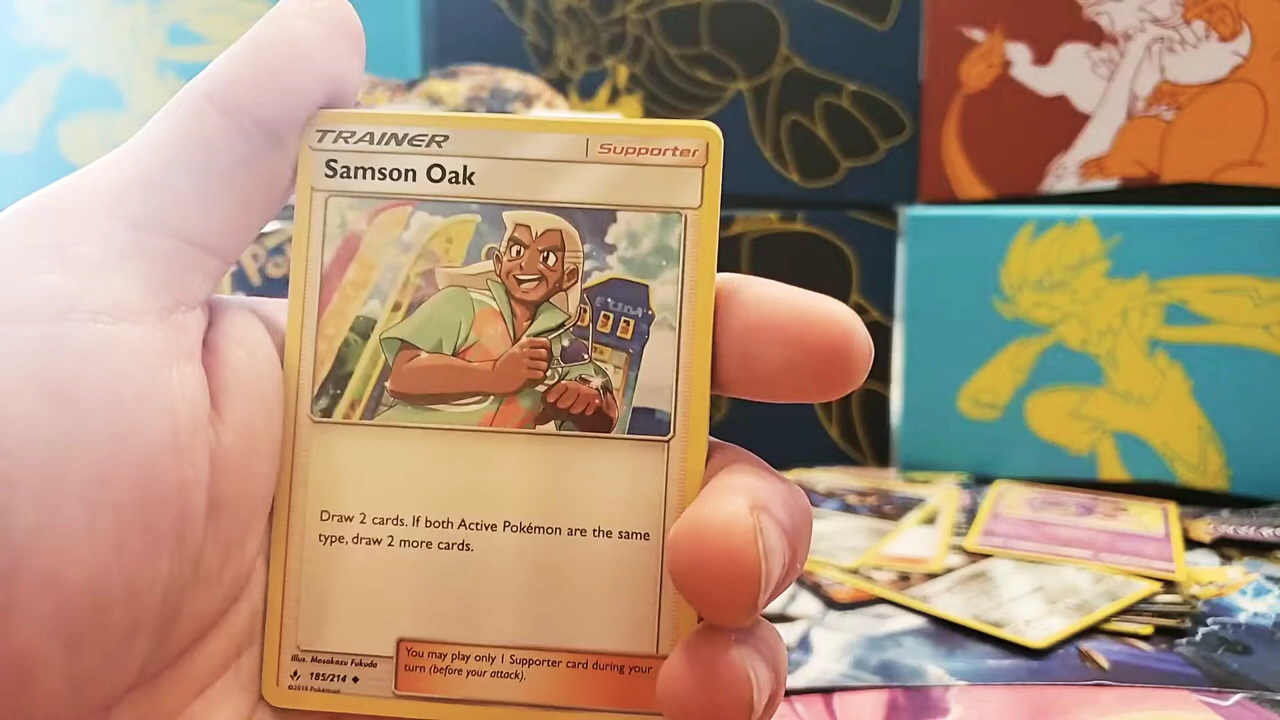 TRAINER
Supporter
Samson Oak
Draw 2 cards. If both Active Pokémon are the same
type, draw 2 more cards.
Illus. Masakazu Fukuda
185/214
©2019 Pokémon
You may play only 1 Supporter card during your
turn (before your attack).
Po